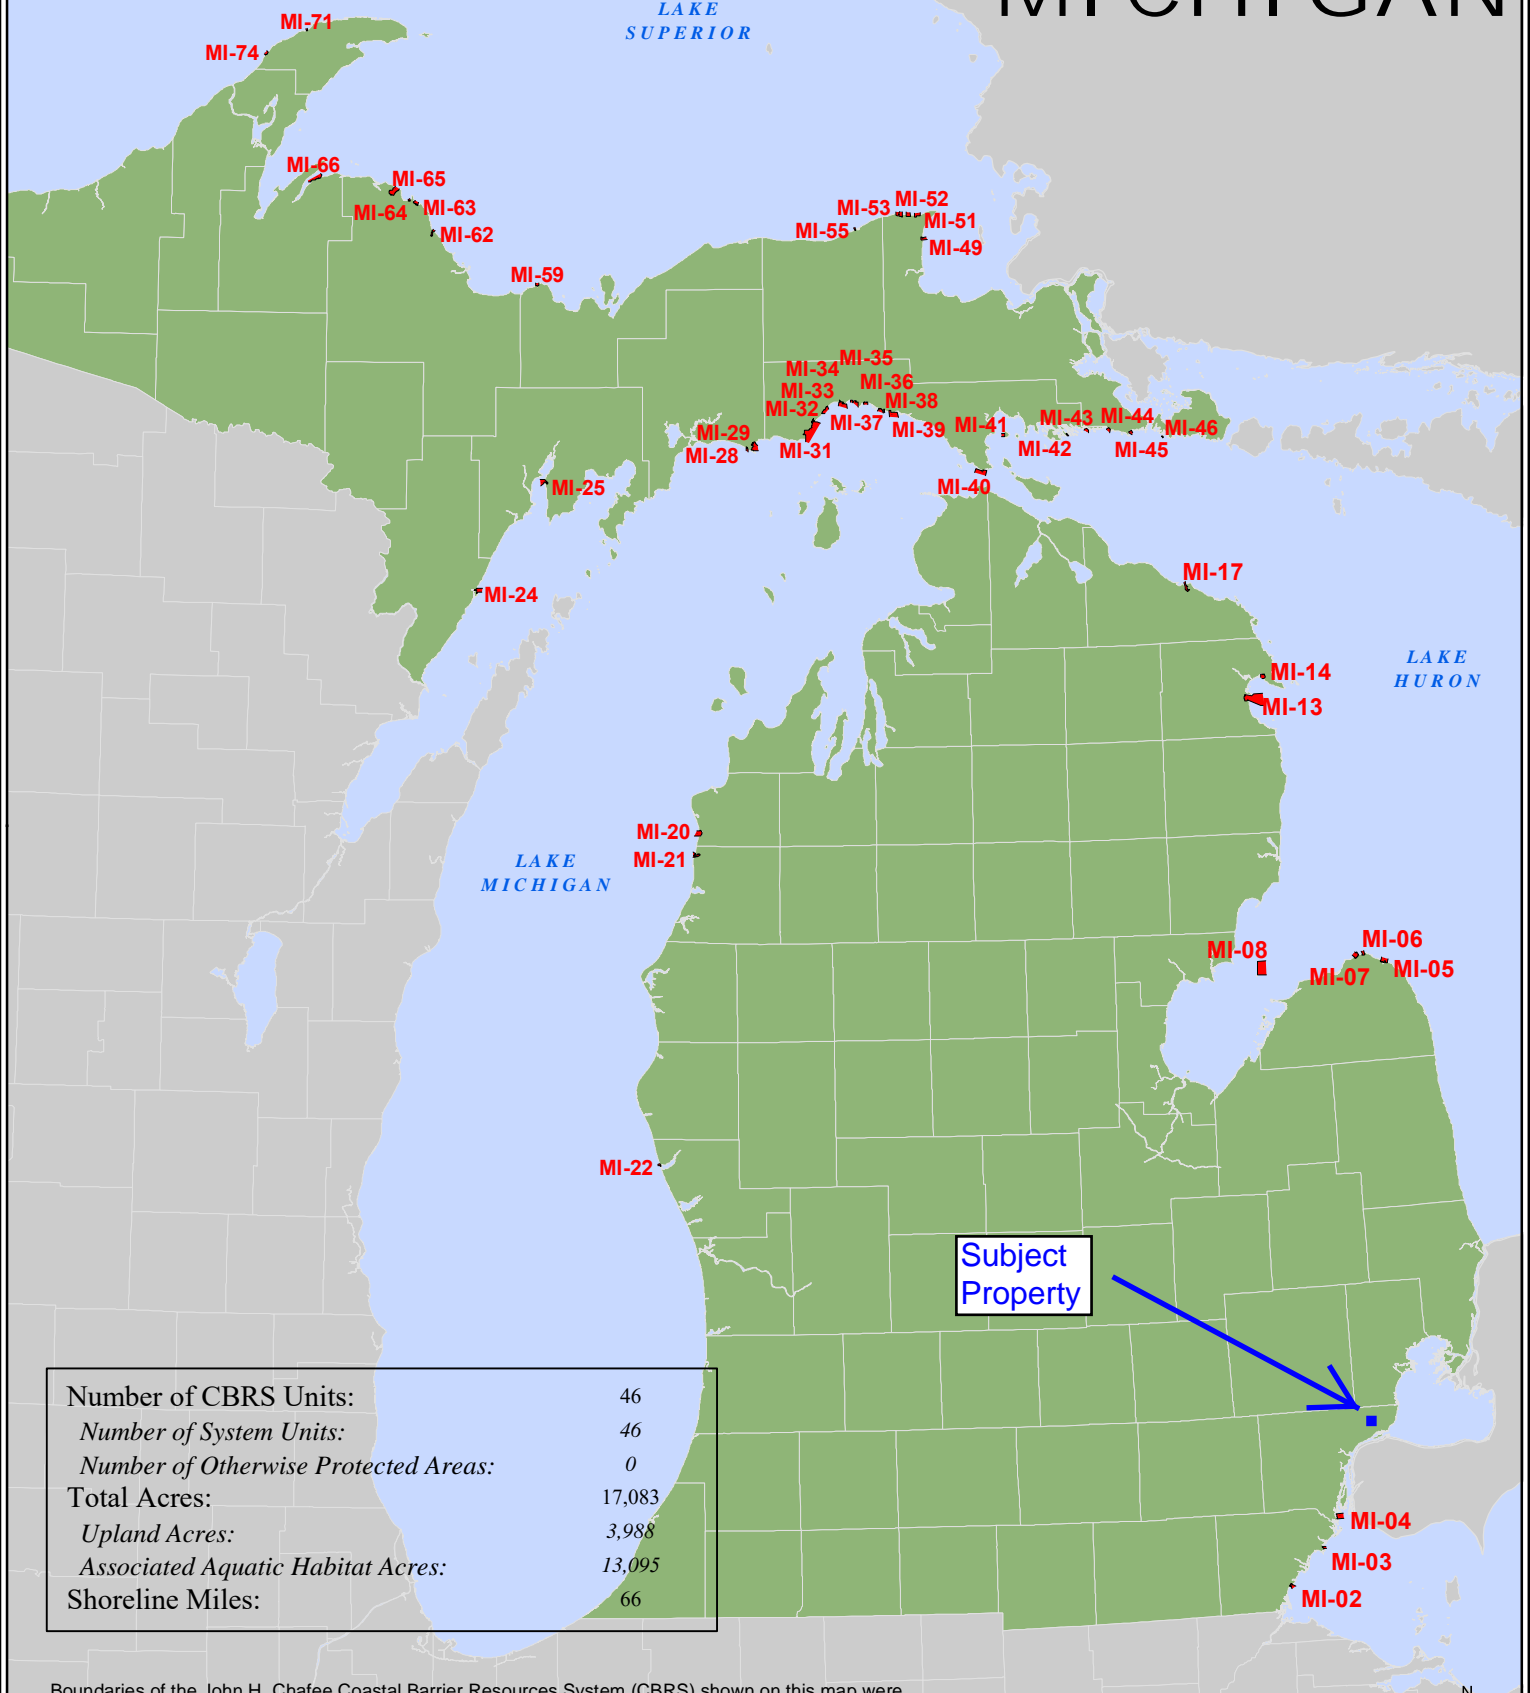 MICHIGAN
LAKE
SUPERIOR
MI-71
MI-74
MI-66
MI-65
MI-64
MI-63
MI-62
MI-59
MI-53
MI-52
MI-55
MI-51
MI-49
MI-35
MI-34
MI-36
MI-33
MI-32
MI-38
MI-37
MI-39
MI-31
MI-29
MI-28
MI-41
MI-43
MI-44
MI-42
MI-45
MI-46
MI-40
MI-25
MI-24
MI-17
LAKE
HURON
MI-14
MI-13
MI-20
MI-21
LAKE
MICHIGAN
MI-08
MI-06
MI-07
MI-05
MI-22
Subject
Property
Number of CBRS Units: 46
Number of System Units: 46
Number of Otherwise Protected Areas: 0
Total Acres: 17,083
Upland Acres: 3,988
Associated Aquatic Habitat Acres: 13,095
Shoreline Miles: 66
MI-04
MI-03
MI-02
Boundaries of the John H. Chafee Coastal Barrier Resources System (CBRS) shown on this map were
N